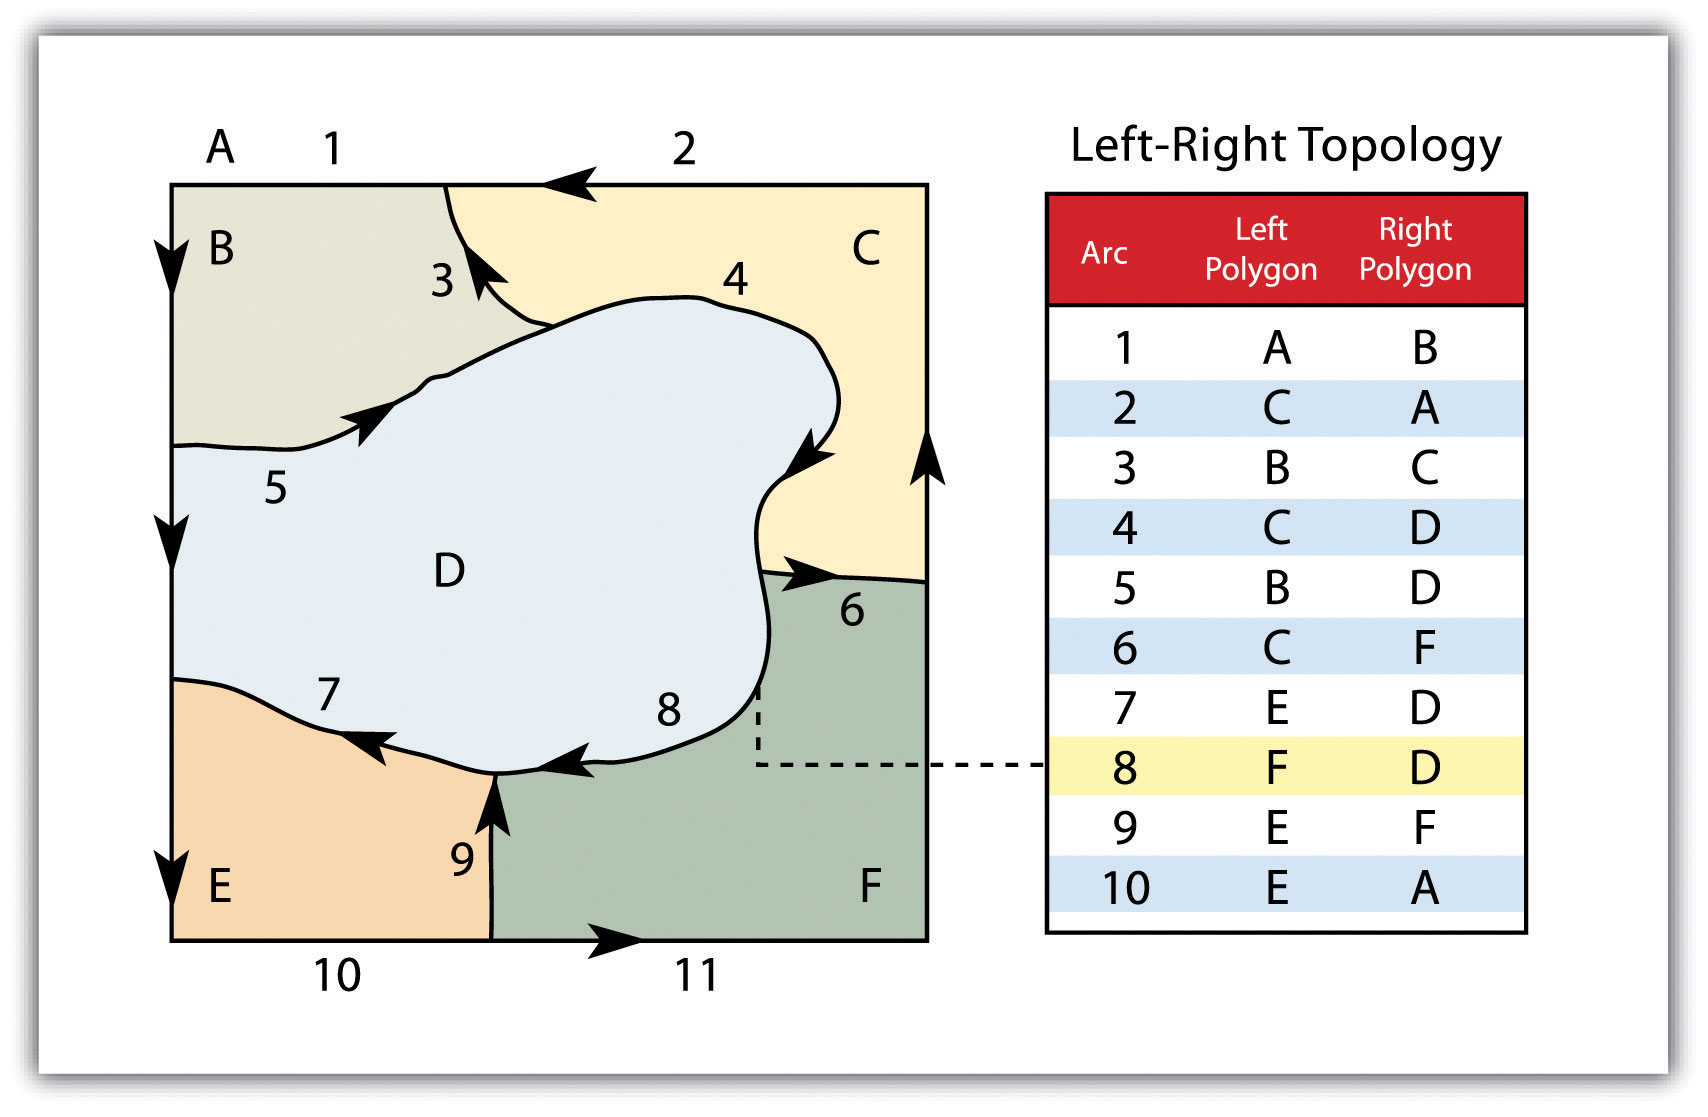 A 1 2
B C
3 4
5
D
6
7 8
9
E F
10 11
Left-Right Topology
Arc Left Polygon Right Polygon
1 A B
2 C A
3 B C
4 C D
5 B D
6 C F
7 E D
8 F D
9 E F
10 E A